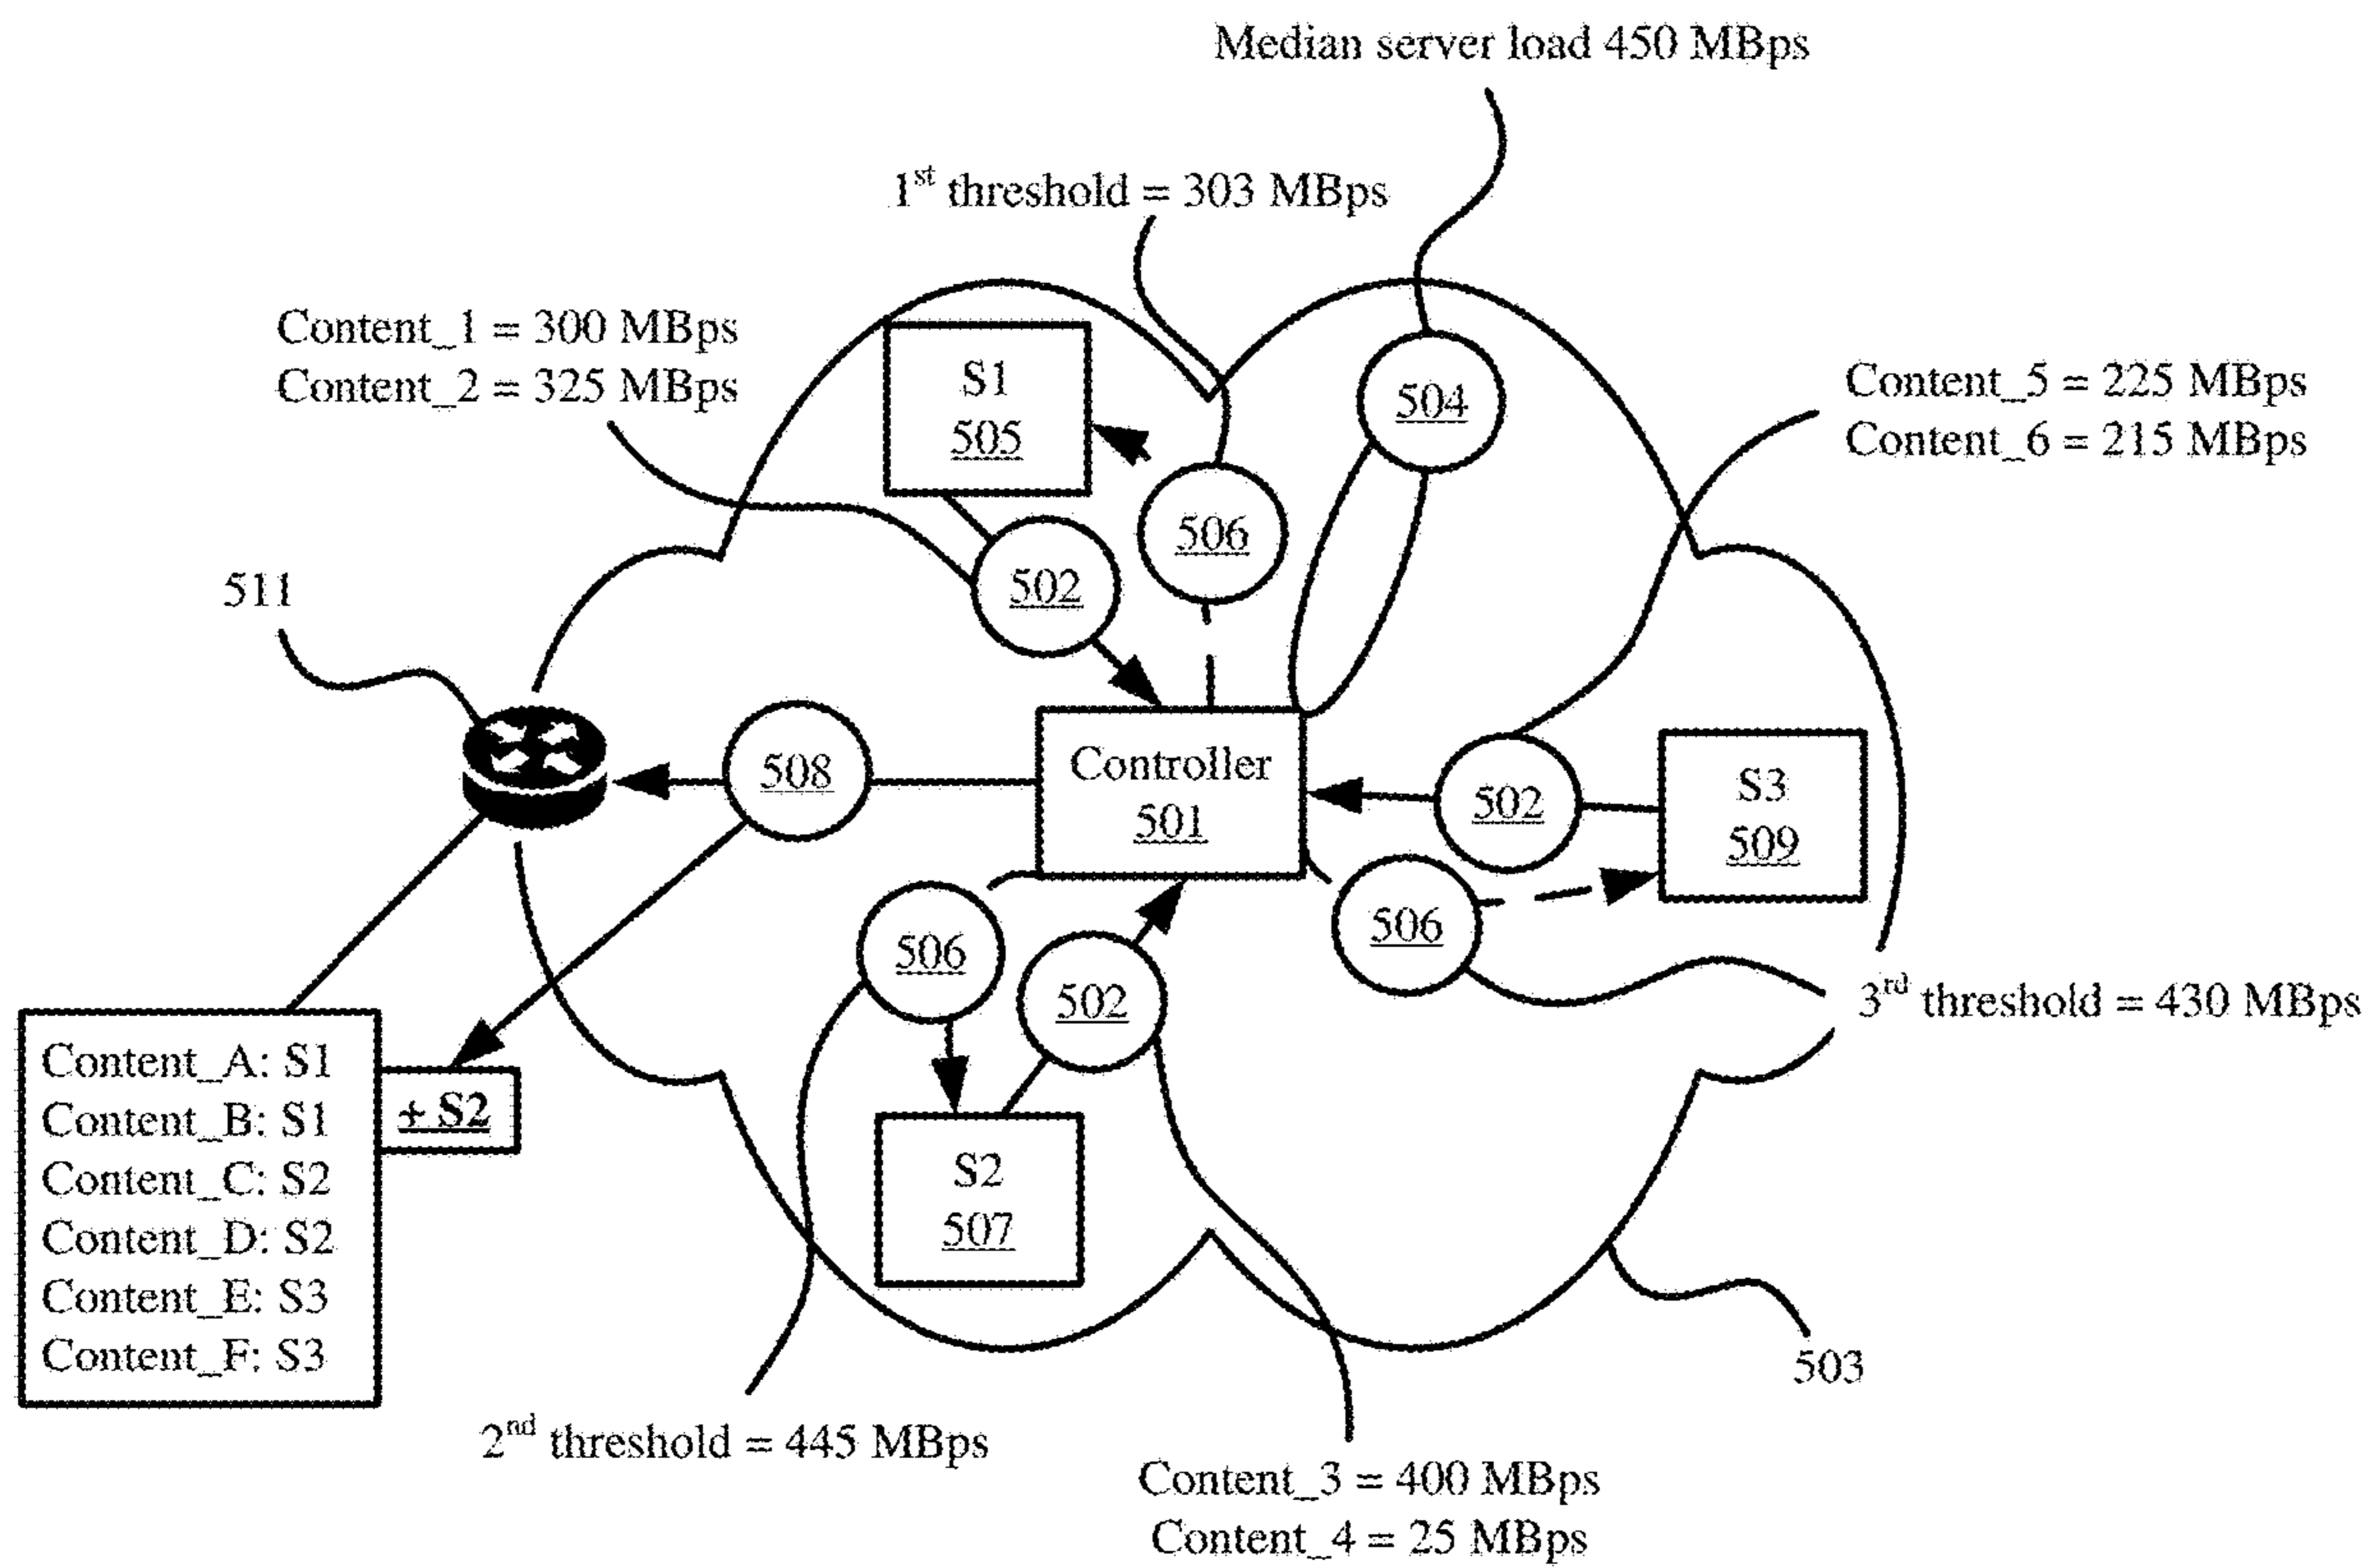 Median server load 450 MBps
1st threshold = 303 MBps
Content_1 = 300 MBps
Content_2 = 325 MBps
S1
505
504
Content_5 = 225 MBps
Content_6 = 215 MBps
506
502
511
508
Controller
501
502
S3
509
506
506
502
3rd threshold = 430 MBps
Content_A: S1
Content_B: S1
Content_C: S2
Content_D: S2
Content_E: S3
Content_F: S3
+ S2
S2
507
503
2nd threshold = 445 MBps
Content_3 = 400 MBps
Content_4 = 25 MBps